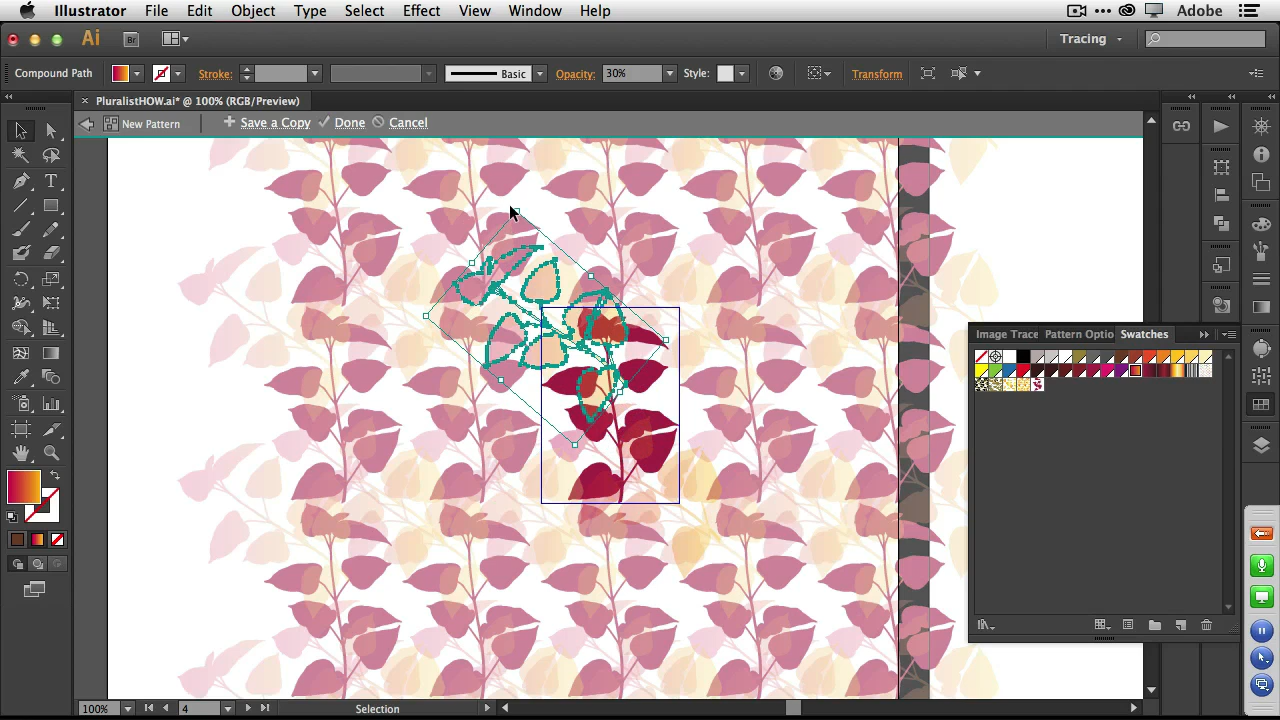 Illustrator File Edit Object Type Select Effect View Window Help Adobe
Ai Br Tracing
Compound Path Stroke: Basic Opacity: 30% Style: Transform
× PluralistHOW.ai* @ 100% (RGB/Preview)
New Pattern + Save a Copy Done Cancel
Image Trace Pattern Optio Swatches
100% 4 Selection